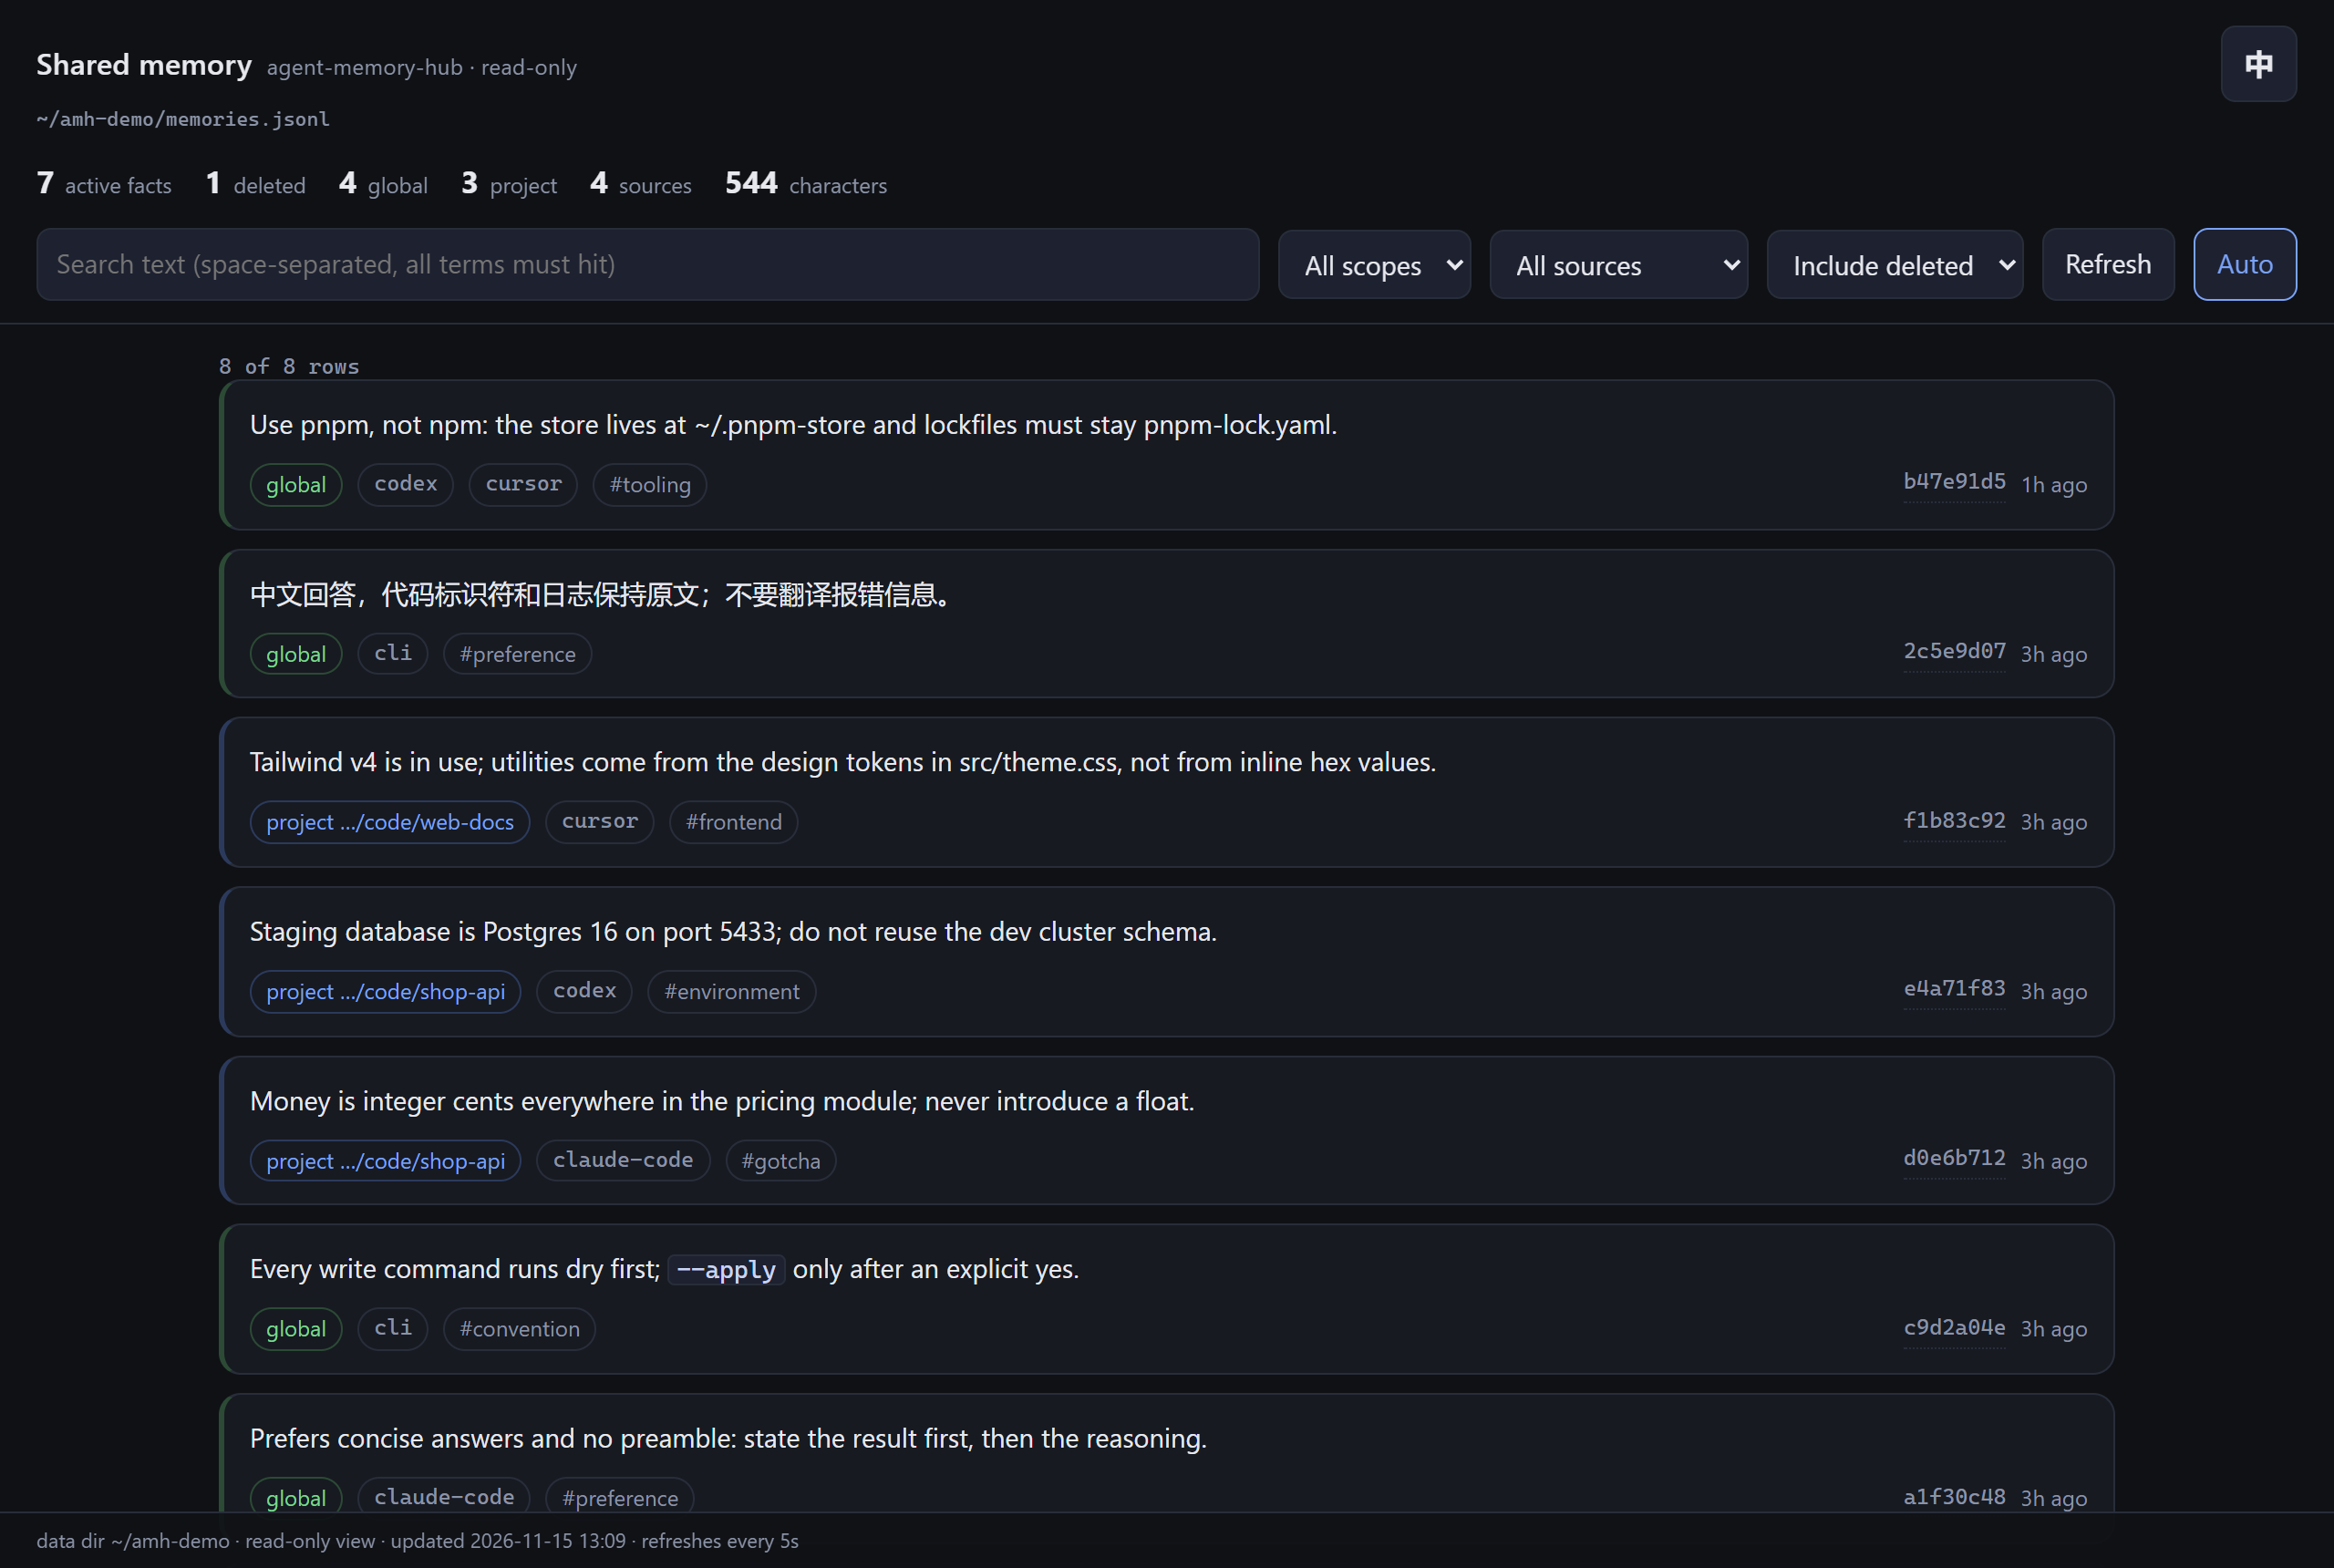 Shared memory agent-memory-hub · read-only
中
~/amh-demo/memories.jsonl
7 active facts 1 deleted 4 global 3 project 4 sources 544 characters
Search text (space-separated, all terms must hit) All scopes All sources Include deleted Refresh Auto
8 of 8 rows
Use pnpm, not npm: the store lives at ~/.pnpm-store and lockfiles must stay pnpm-lock.yaml.
global codex cursor #tooling b47e91d5 1h ago
中文回答，代码标识符和日志保持原文；不要翻译报错信息。
global cli #preference 2c5e9d07 3h ago
Tailwind v4 is in use; utilities come from the design tokens in src/theme.css, not from inline hex values.
project .../code/web-docs cursor #frontend f1b83c92 3h ago
Staging database is Postgres 16 on port 5433; do not reuse the dev cluster schema.
project .../code/shop-api codex #environment e4a71f83 3h ago
Money is integer cents everywhere in the pricing module; never introduce a float.
project .../code/shop-api claude-code #gotcha d0e6b712 3h ago
Every write command runs dry first; --apply only after an explicit yes.
global cli #convention c9d2a04e 3h ago
Prefers concise answers and no preamble: state the result first, then the reasoning.
global claude-code #preference a1f30c48 3h ago
data dir ~/amh-demo · read-only view · updated 2026-11-15 13:09 · refreshes every 5s